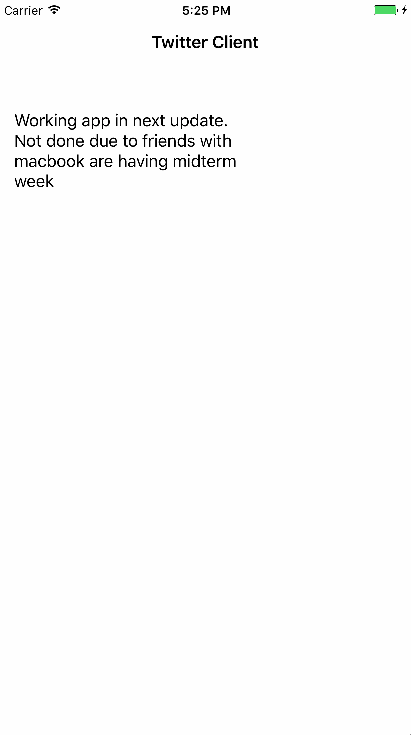 Carrier 5:25 PM
Twitter Client
Working app in next update.
Not done due to friends with
macbook are having midterm
week